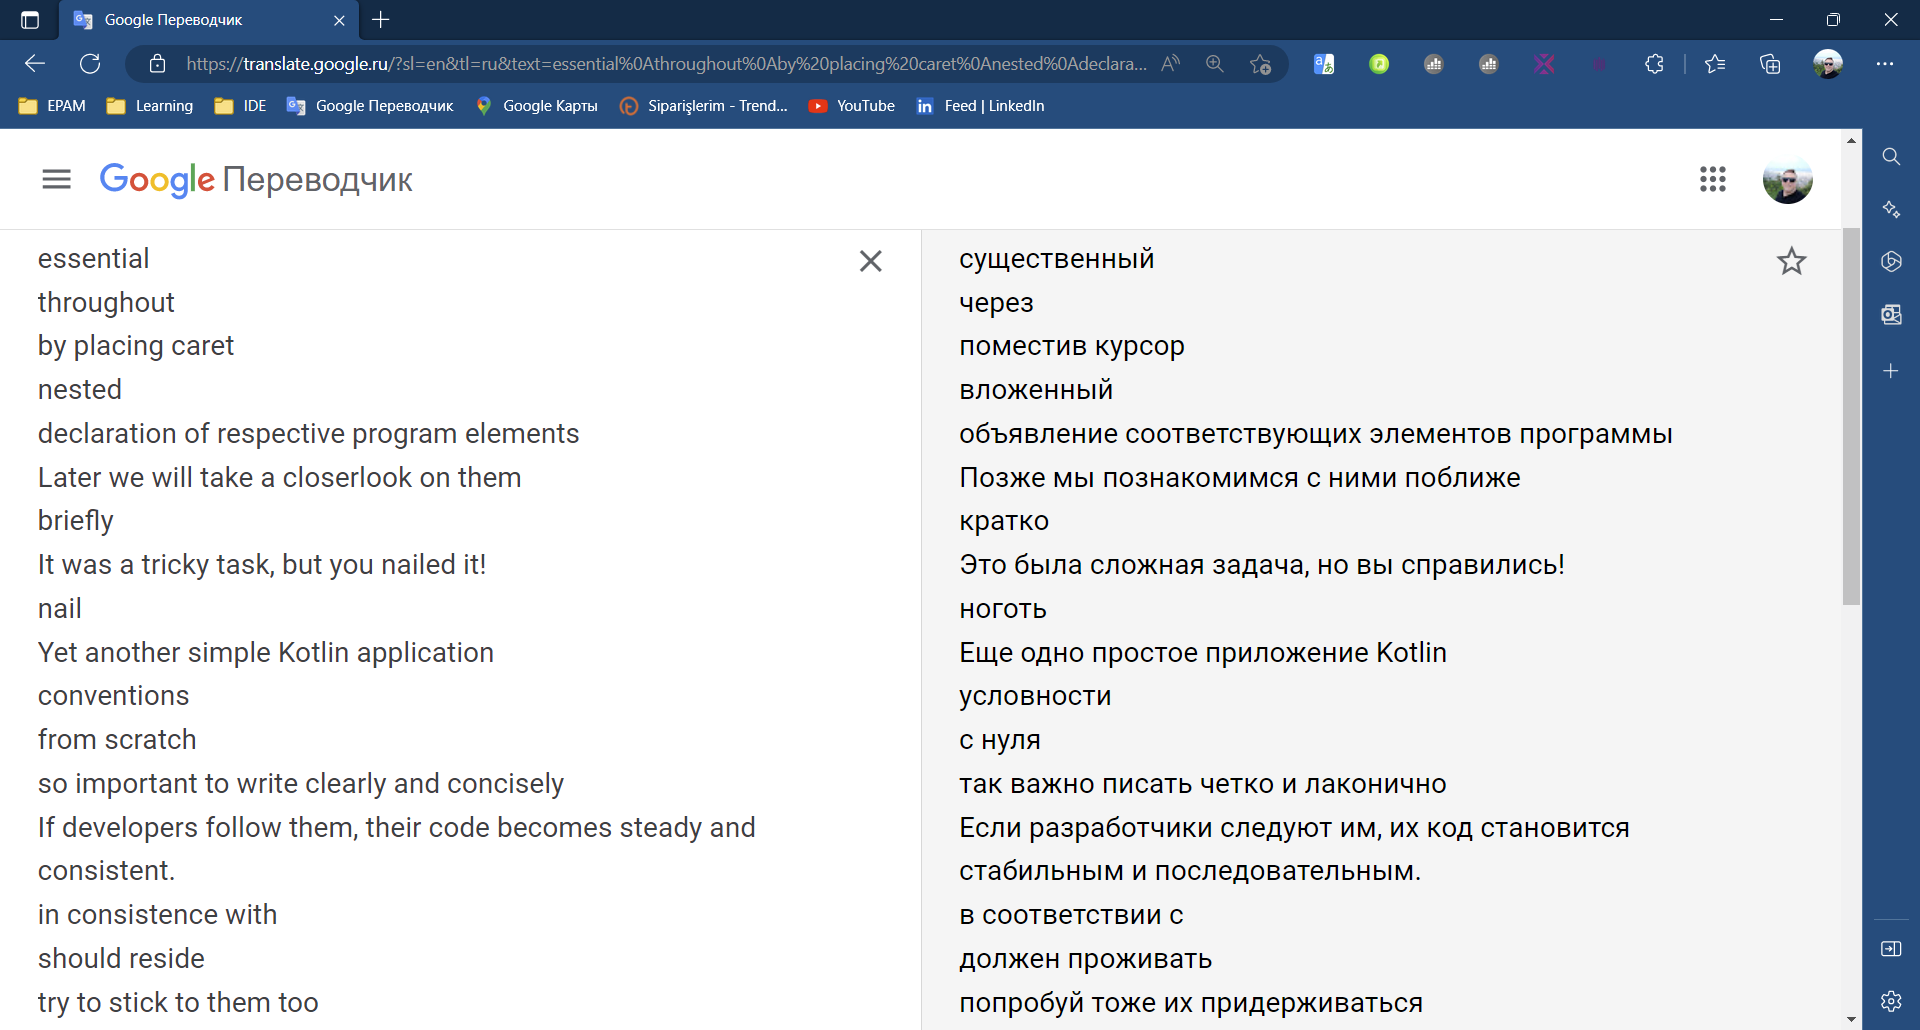 Google Переводчик
https://translate.google.ru/?sl=en&tl=ru&text=essential%0Athroughout%0Aby%20placing%20caret%0Anested%0Adeclara...
EPAM
Learning
IDE
Google Переводчик
Google Карты
Siparişlerim - Trend...
YouTube
Feed | LinkedIn
Google Переводчик
essential
throughout
by placing caret
nested
declaration of respective program elements
Later we will take a closerlook on them
briefly
It was a tricky task, but you nailed it!
nail
Yet another simple Kotlin application
conventions
from scratch
so important to write clearly and concisely
If developers follow them, their code becomes steady and
consistent.
in consistence with
should reside
try to stick to them too
существенный
через
поместив курсор
вложенный
объявление соответствующих элементов программы
Позже мы познакомимся с ними поближе
кратко
Это была сложная задача, но вы справились!
ноготь
Еще одно простое приложение Kotlin
условности
с нуля
так важно писать четко и лаконично
Если разработчики следуют им, их код становится
стабильным и последовательным.
в соответствии с
должен проживать
попробуй тоже их придерживаться